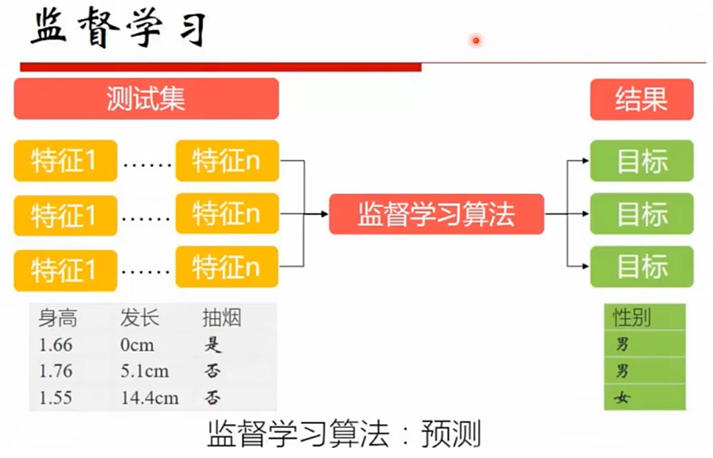 监督学习
测试集 结果
特征1 ...... 特征n 目标
监督学习算法
特征1 ...... 特征n 目标
特征1 ...... 特征n 目标
身高 发长 抽烟 性别
1.66 0cm 是 男
1.76 5.1cm 否 男
1.55 14.4cm 否 女
监督学习算法：预测